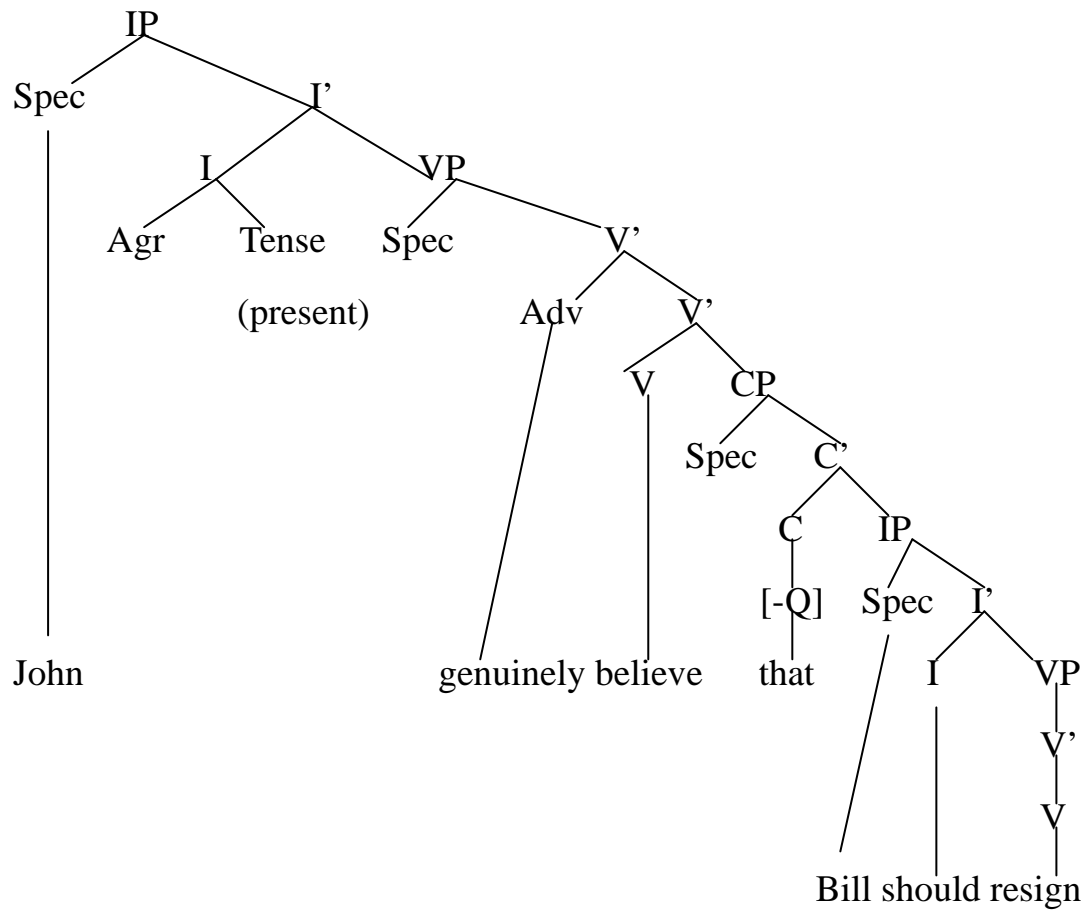 IP
Spec I’
I VP
Agr Tense Spec V’
(present) Adv V’
V CP
Spec C’
C IP
[-Q] Spec I’
John genuinely believe that I VP
V’
V
Bill should resign